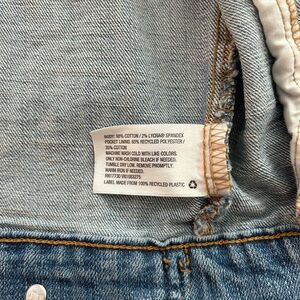 BODY: 98% COTTON / 2% LYCRA® SPANDEX
POCKET LINING: 65% RECYCLED POLYESTER /
35% COTTON
MACHINE WASH COLD WITH LIKE COLORS.
ONLY NON-CHLORINE BLEACH IF NEEDED.
TUMBLE DRY LOW. REMOVE PROMPTLY.
WARM IRON IF NEEDED.
LABEL: MADE FROM 100% RECYCLED PLASTIC